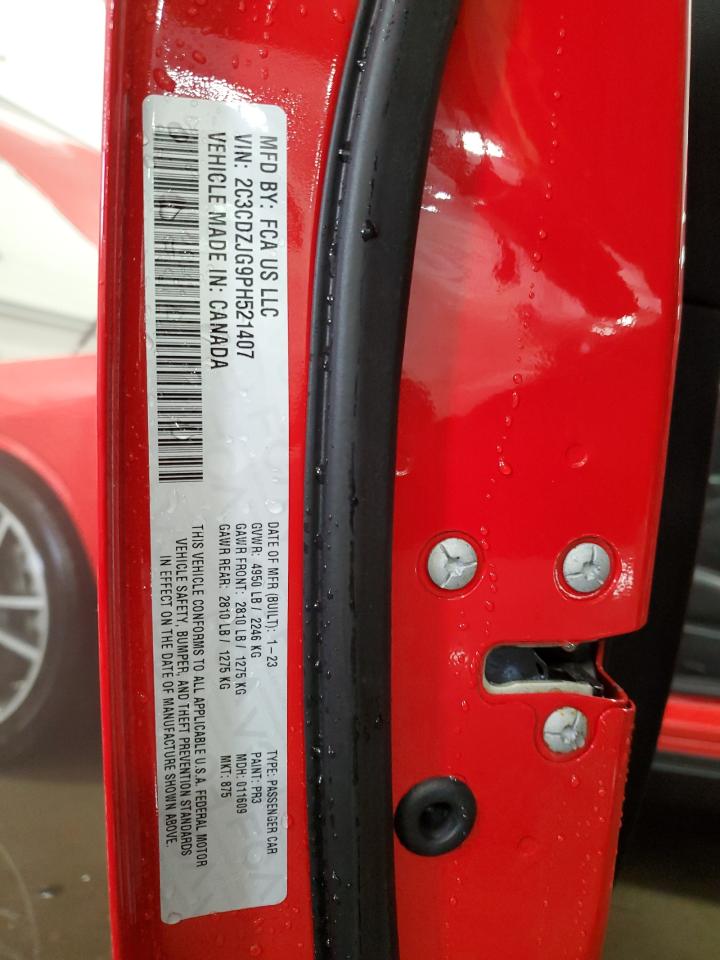 MFD BY: FCA US LLC
VIN: 2C3CDZJG9PH521407
VEHICLE MADE IN: CANADA
DATE OF MFR (BUILT): 1-23
GVWR: 4950 LB / 2246 KG
GAWR FRONT: 2810 LB / 1275 KG
GAWR REAR: 2810 LB / 1275 KG
TYPE: PASSENGER CAR
PAINT: PR3
MDH: 011609
MKT: 875
THIS VEHICLE CONFORMS TO ALL APPLICABLE U.S.A. FEDERAL MOTOR
VEHICLE SAFETY, BUMPER, AND THEFT PREVENTION STANDARDS
IN EFFECT ON THE DATE OF MANUFACTURE SHOWN ABOVE.